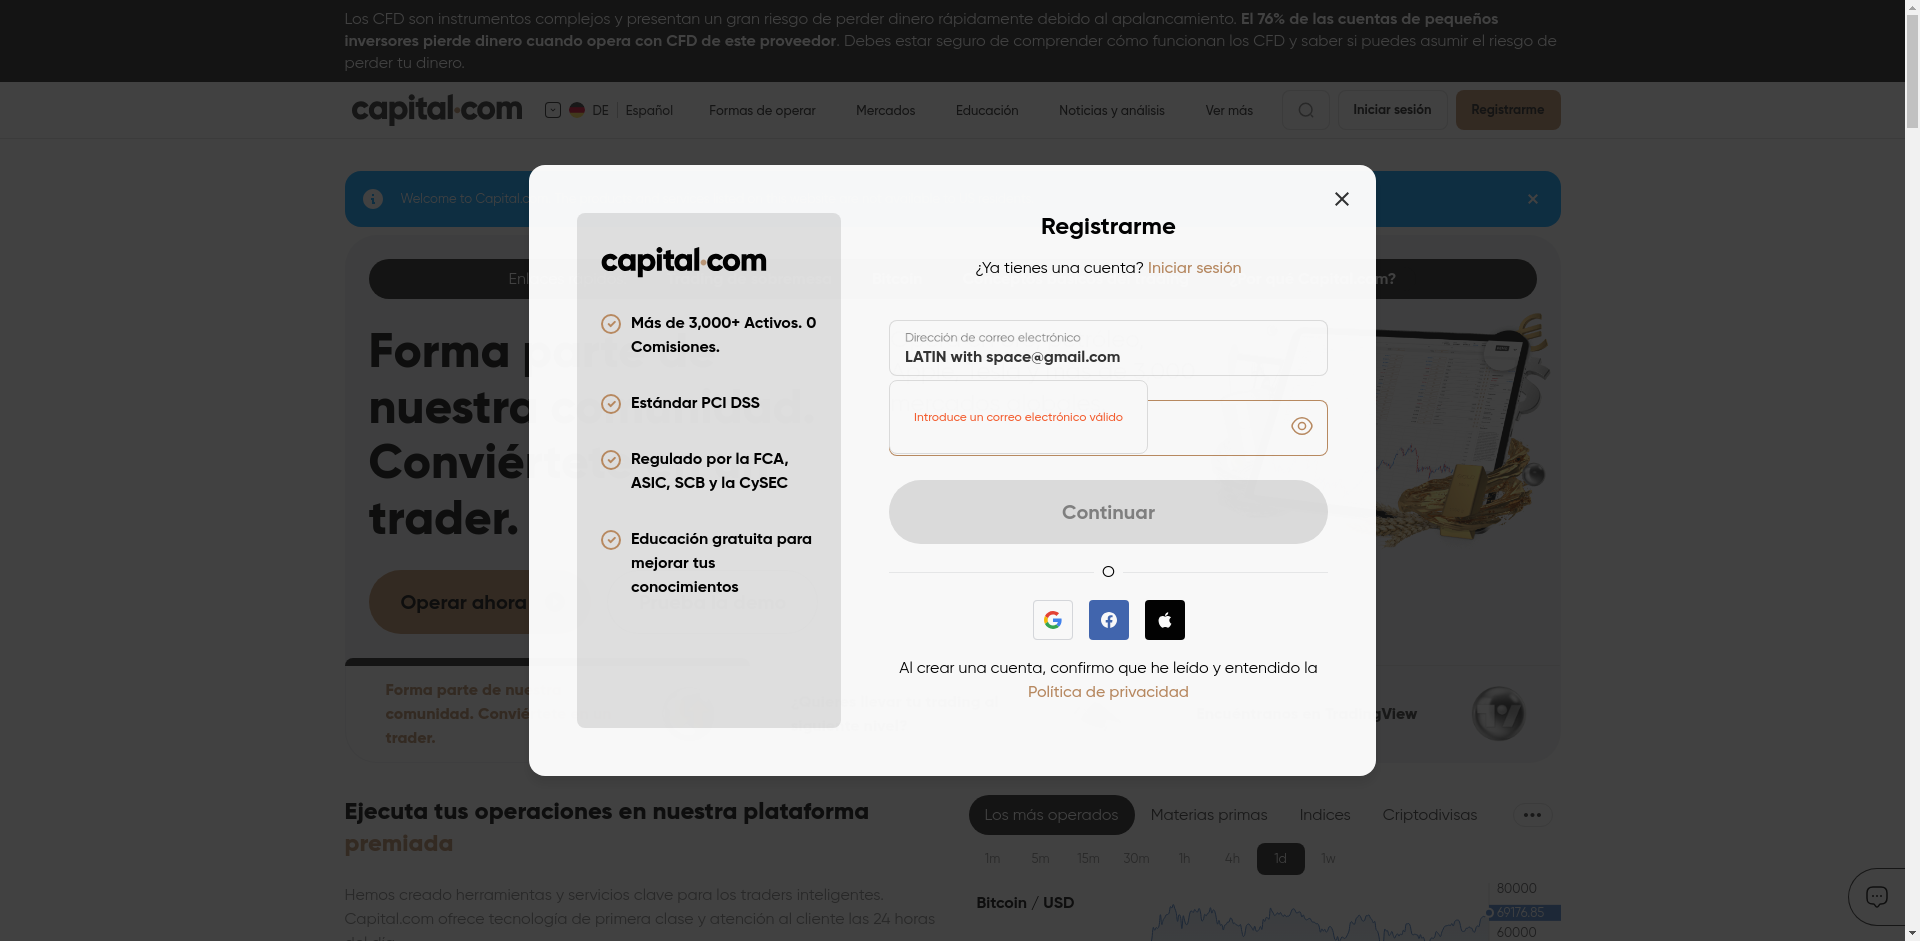 Los CFD son instrumentos complejos y presentan un gran riesgo de perder dinero rápidamente debido al apalancamiento. El 76% de las cuentas de pequeños
inversores pierde dinero cuando opera con CFD de este proveedor. Debes estar seguro de comprender cómo funcionan los CFD y saber si puedes asumir el riesgo de
perder tu dinero.
capital.com
DE
Español
Formas de operar
Mercados
Educación
Noticias y análisis
Ver más
Iniciar sesión
Registrarme
Welcome to Capital.c
Registrarme
¿Ya tienes una cuenta? Iniciar sesión
capital.com
Más de 3,000+ Activos. 0
Comisiones.
Estándar PCI DSS
Regulado por la FCA,
ASIC, SCB y la CySEC
Educación gratuita para
mejorar tus
conocimientos
Dirección de correo electrónico
LATIN with space@gmail.com
Introduce un correo electrónico válido
Continuar
O
Al crear una cuenta, confirmo que he leído y entendido la
Política de privacidad
Forma parte de
nuestra comunidad.
Conviérte
trader.
Operar ahora
Forma parte de nue
comunidad. Convié
trader.
gView
Ejecuta tus operaciones en nuestra plataforma
premiada
Hemos creado herramientas y servicios clave para los traders inteligentes.
Capital.com ofrece tecnología de primera clase y atención al cliente las 24 horas
del día
Los más operados
Materias primas
Indices
Criptodivisas
1m
5m
15m
30m
1h
4h
1d
1w
Bitcoin / USD
80000
69176.85
60000